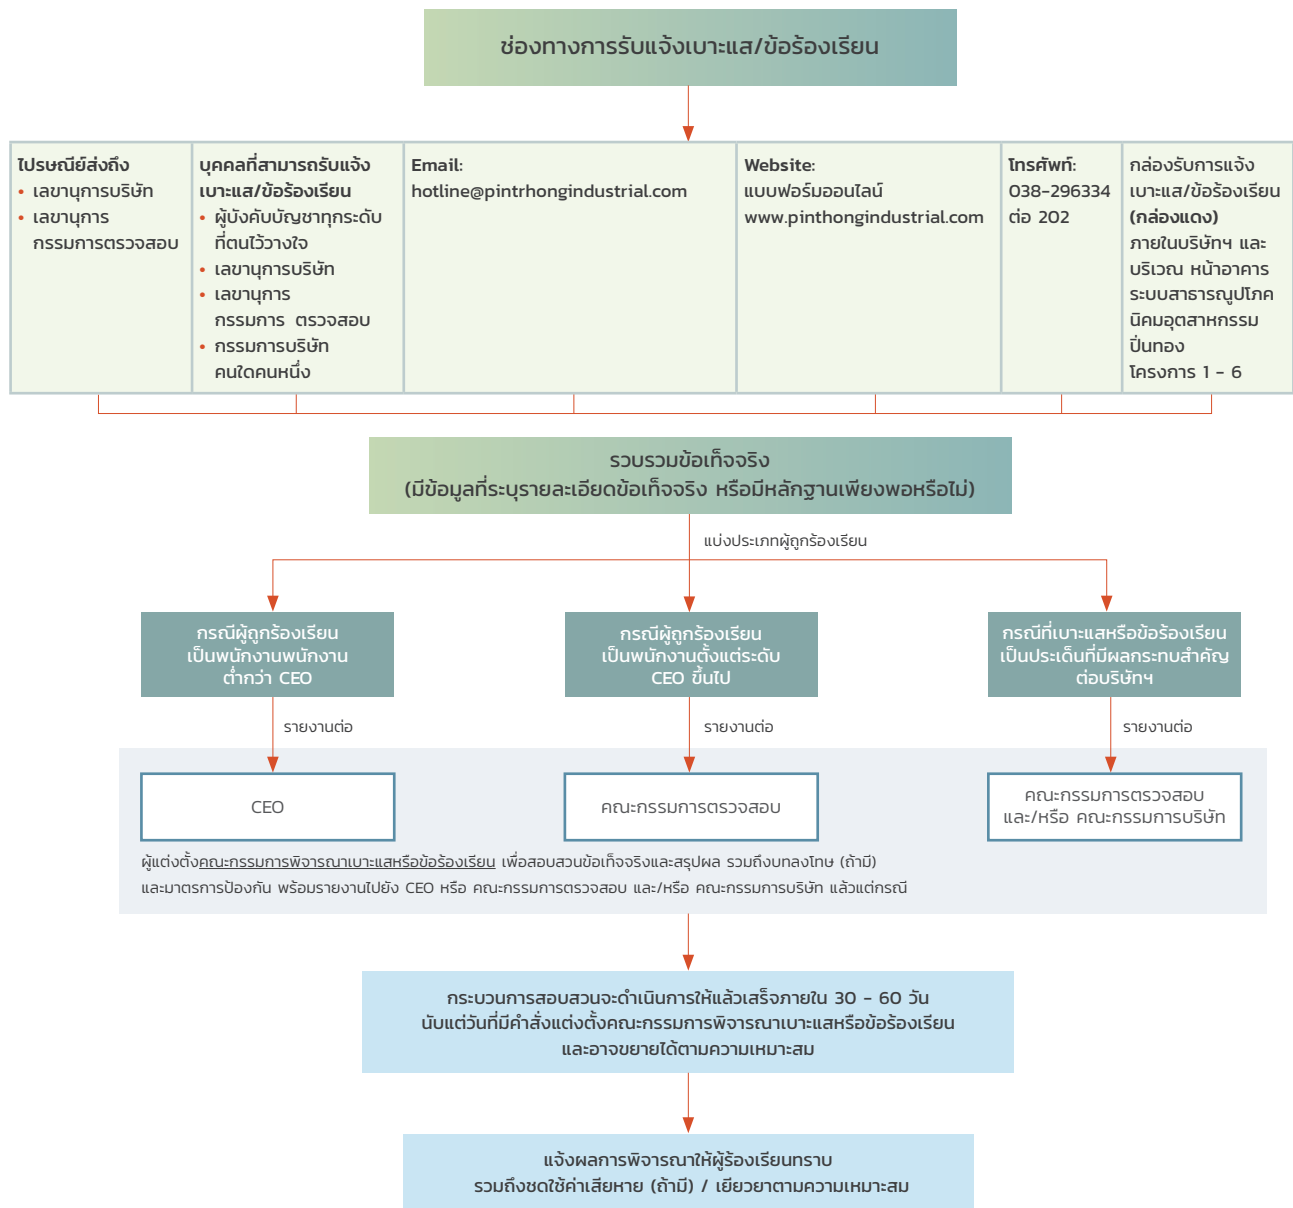 ช่องทางการรับแจ้งเบาะแส/ข้อร้องเรียน
ไปรษณีย์ส่งถึง
• เลขานุการบริษัท
• เลขานุการ
กรรมการตรวจสอบ
บุคคลที่สามารถรับแจ้ง
เบาะแส/ข้อร้องเรียน
• ผู้บังคับบัญชาทุกระดับ
ที่ตนไว้วางใจ
• เลขานุการบริษัท
• เลขานุการ
กรรมการ ตรวจสอบ
• กรรมการบริษัท
คนใดคนหนึ่ง
Email:
hotline@pintrhongindustrial.com
Website:
แบบฟอร์มออนไลน์
www.pinthongindustrial.com
โทรศัพท์:
038-296334
ต่อ 202
กล่องรับการแจ้ง
เบาะแส/ข้อร้องเรียน
(กล่องแดง)
ภายในบริษัทฯ และ
บริเวณ หน้าอาคาร
ระบบสาธารณูปโภค
นิคมอุตสาหกรรม
ปิ่นทอง
โครงการ 1 - 6
รวบรวมข้อเท็จจริง
(มีข้อมูลที่ระบุรายละเอียดข้อเท็จจริง หรือมีหลักฐานเพียงพอหรือไม่)
แบ่งประเภทผู้ถูกร้องเรียน
กรณีผู้ถูกร้องเรียน
เป็นพนักงานพนักงาน
ต่ำกว่า CEO
กรณีผู้ถูกร้องเรียน
เป็นพนักงานตั้งแต่ระดับ
CEO ขึ้นไป
กรณีที่เบาะแสหรือข้อร้องเรียน
เป็นประเด็นที่มีผลกระทบสำคัญ
ต่อบริษัทฯ
รายงานต่อ
รายงานต่อ
รายงานต่อ
CEO
คณะกรรมการตรวจสอบ
คณะกรรมการตรวจสอบ
และ/หรือ คณะกรรมการบริษัท
ผู้แต่งตั้งคณะกรรมการพิจารณาเบาะแสหรือข้อร้องเรียน เพื่อสอบสวนข้อเท็จจริงและสรุปผล รวมถึงบทลงโทษ (ถ้ามี)
และมาตรการป้องกัน พร้อมรายงานไปยัง CEO หรือ คณะกรรมการตรวจสอบ และ/หรือ คณะกรรมการบริษัท แล้วแต่กรณี
กระบวนการสอบสวนจะดำเนินการให้แล้วเสร็จภายใน 30 - 60 วัน
นับแต่วันที่มีคำสั่งแต่งตั้งคณะกรรมการพิจารณาเบาะแสหรือข้อร้องเรียน
และอาจขยายได้ตามความเหมาะสม
แจ้งผลการพิจารณาให้ผู้ร้องเรียนทราบ
รวมถึงชดใช้ค่าเสียหาย (ถ้ามี) / เยียวยาตามความเหมาะสม